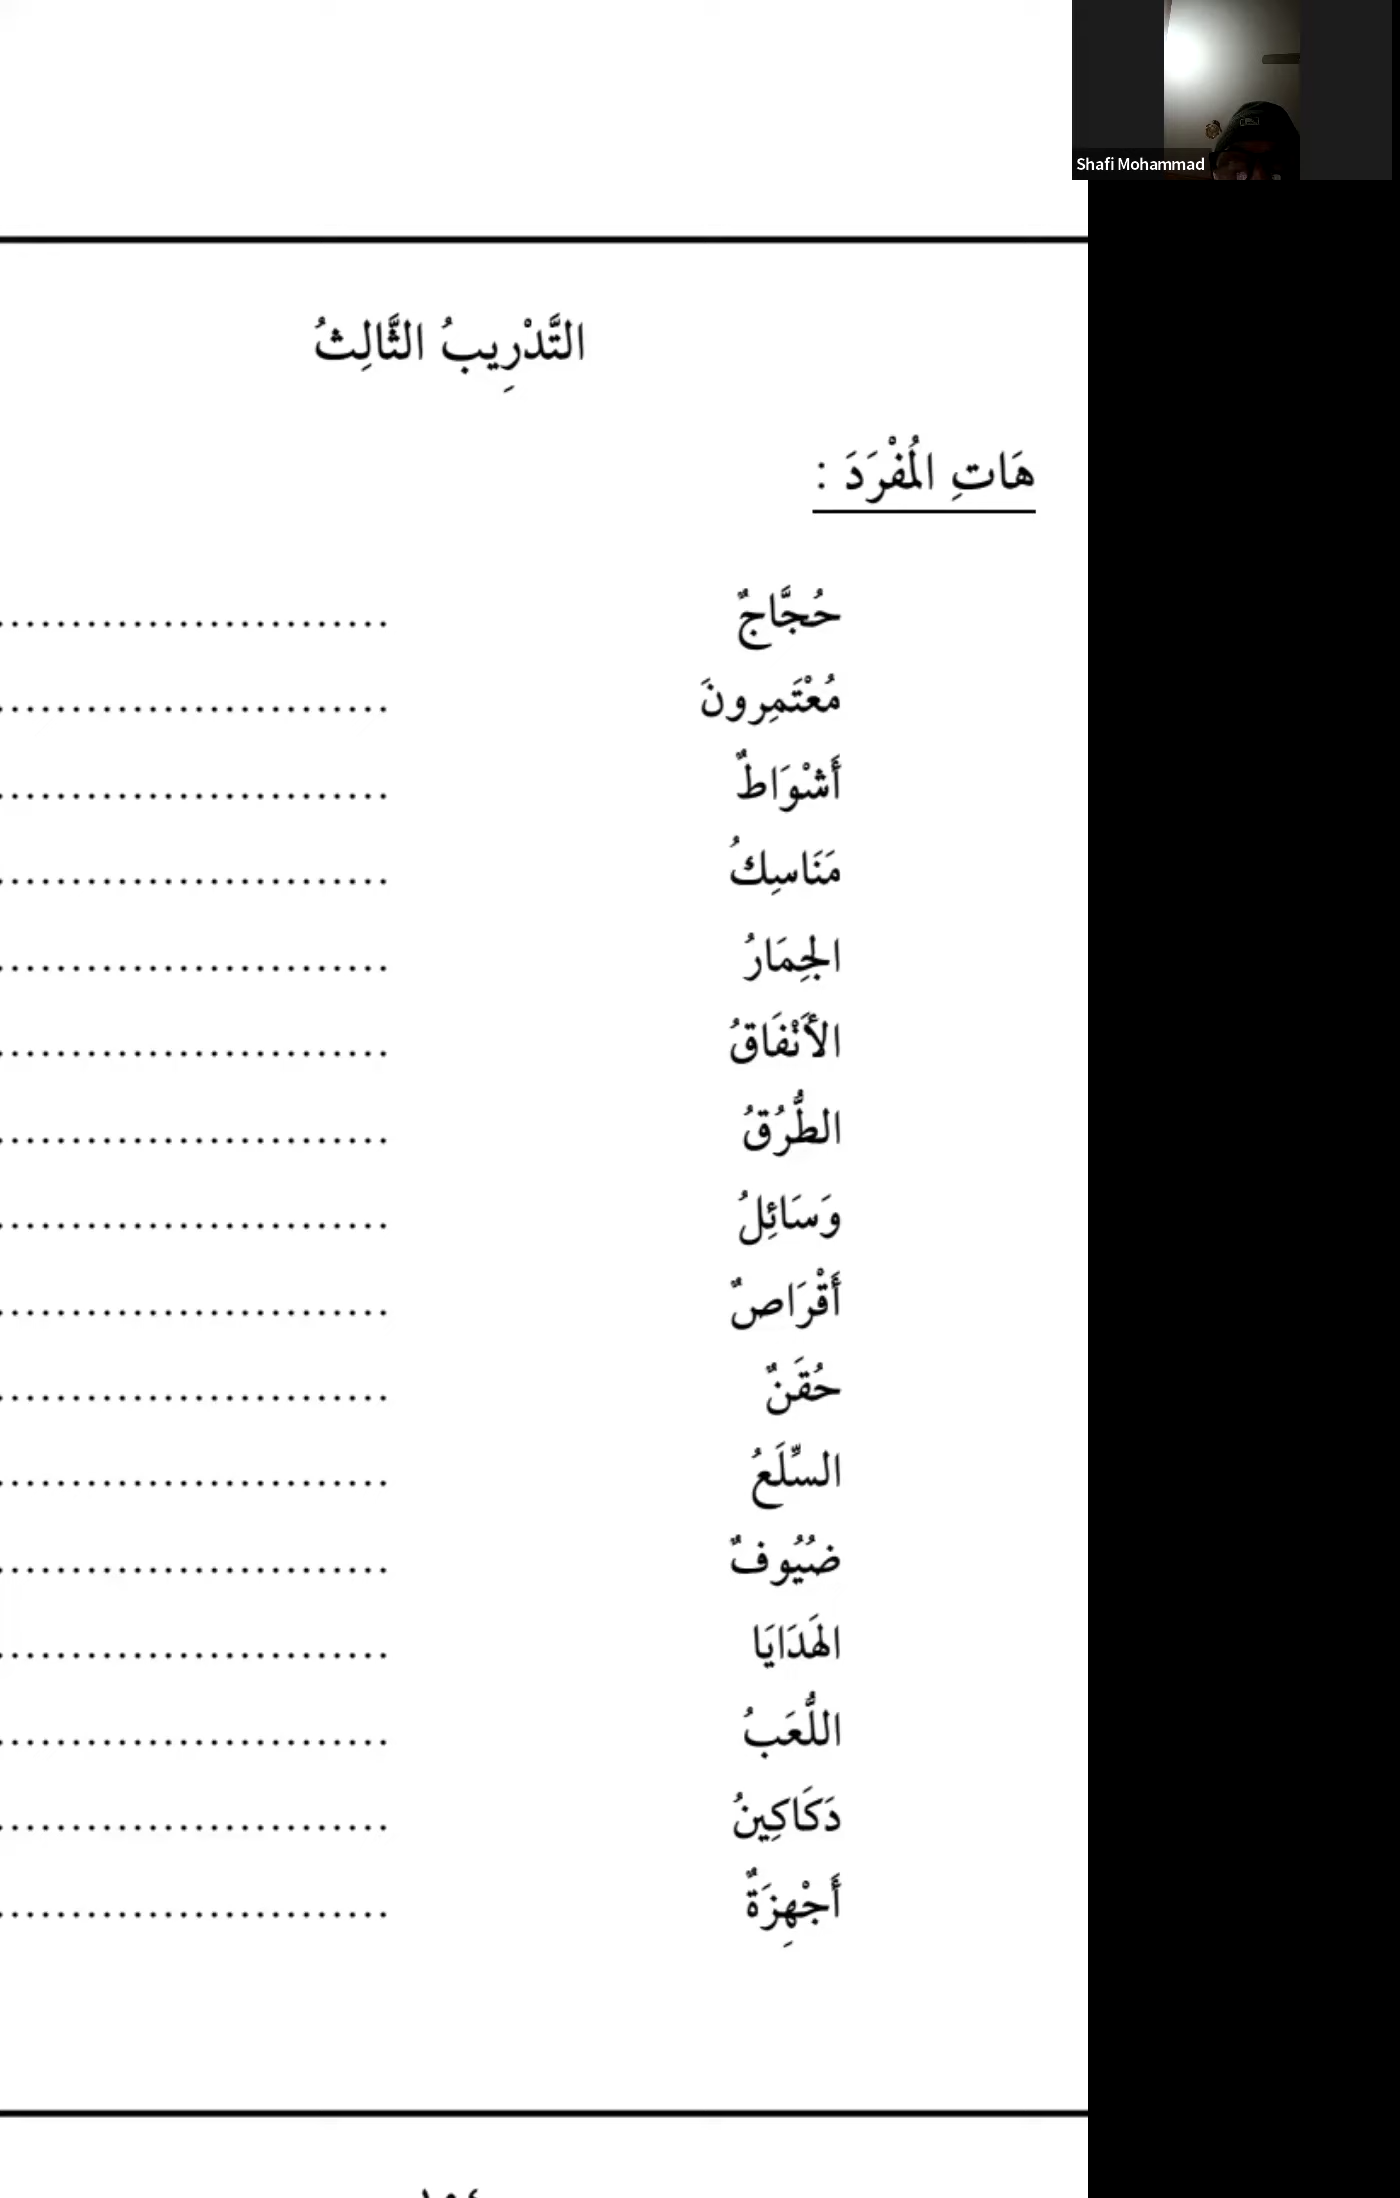 Shafi Mohammad
التَّدْرِيبُ الثَّالِثُ
هَاتِ الْمُفْرَدَ :
حُجَّاجٌ ..........................
مُعْتَمِرونَ ..........................
أَشْوَاطٌ ..........................
مَنَاسِكُ ..........................
الجِمَارُ ..........................
الأَنْفَاقُ ..........................
الطُّرُقُ ..........................
وَسَائِلُ ..........................
أَقْرَاصٌ ..........................
حُقَنٌ ..........................
السِّلَعُ ..........................
ضُيُوفٌ ..........................
الهَدَايَا ..........................
اللُّعَبُ ..........................
دَكَاكِينُ ..........................
أَجْهِزَةٌ ..........................